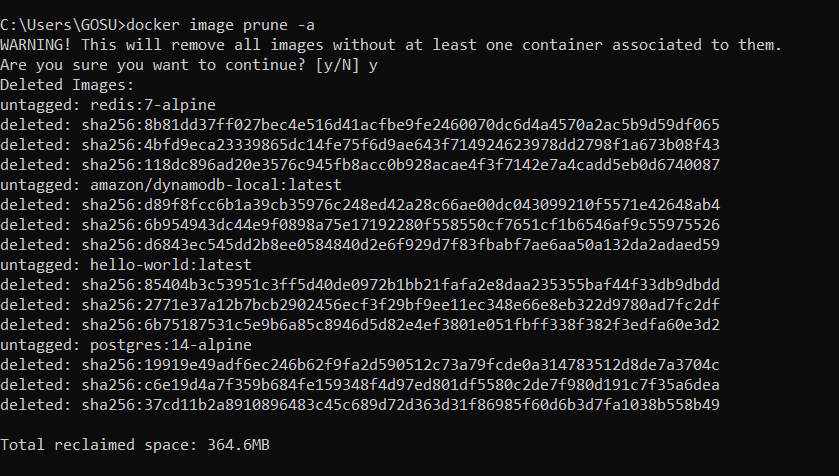 C:\Users\GOSU>docker image prune -a
WARNING! This will remove all images without at least one container associated to them.
Are you sure you want to continue? [y/N] y
Deleted Images:
untagged: redis:7-alpine
deleted: sha256:8b81dd37ff027bec4e516d41acfbe9fe2460070dc6d4a4570a2ac5b9d59df065
deleted: sha256:4bfd9eca23339865dc14fe75f6d9ae643f714924623978dd2798f1a673b08f43
deleted: sha256:118dc896ad20e3576c945fb8acc0b928acae4f3f7142e7a4cadd5eb0d6740087
untagged: amazon/dynamodb-local:latest
deleted: sha256:d89f8fcc6b1a39cb35976c248ed42a28c66ae00dc043099210f5571e42648ab4
deleted: sha256:6b954943dc44e9f0898a75e17192280f558550cf7651cf1b6546af9c55975526
deleted: sha256:d6843ec545dd2b8ee0584840d2e6f929d7f83fbabf7ae6aa50a132da2adaed59
untagged: hello-world:latest
deleted: sha256:85404b3c53951c3ff5d40de0972b1bb21fafa2e8daa235355baf44f33db9dbdd
deleted: sha256:2771e37a12b7bcb2902456ecf3f29bf9ee11ec348e66e8eb322d9780ad7fc2df
deleted: sha256:6b75187531c5e9b6a85c8946d5d82e4ef3801e051fbff338f382f3edfa60e3d2
untagged: postgres:14-alpine
deleted: sha256:19919e49adf6ec246b62f9fa2d590512c73a79fcde0a314783512d8de7a3704c
deleted: sha256:c6e19d4a7f359b684fe159348f4d97ed801df5580c2de7f980d191c7f35a6dea
deleted: sha256:37cd11b2a8910896483c45c689d72d363d31f86985f60d6b3d7fa1038b558b49
Total reclaimed space: 364.6MB